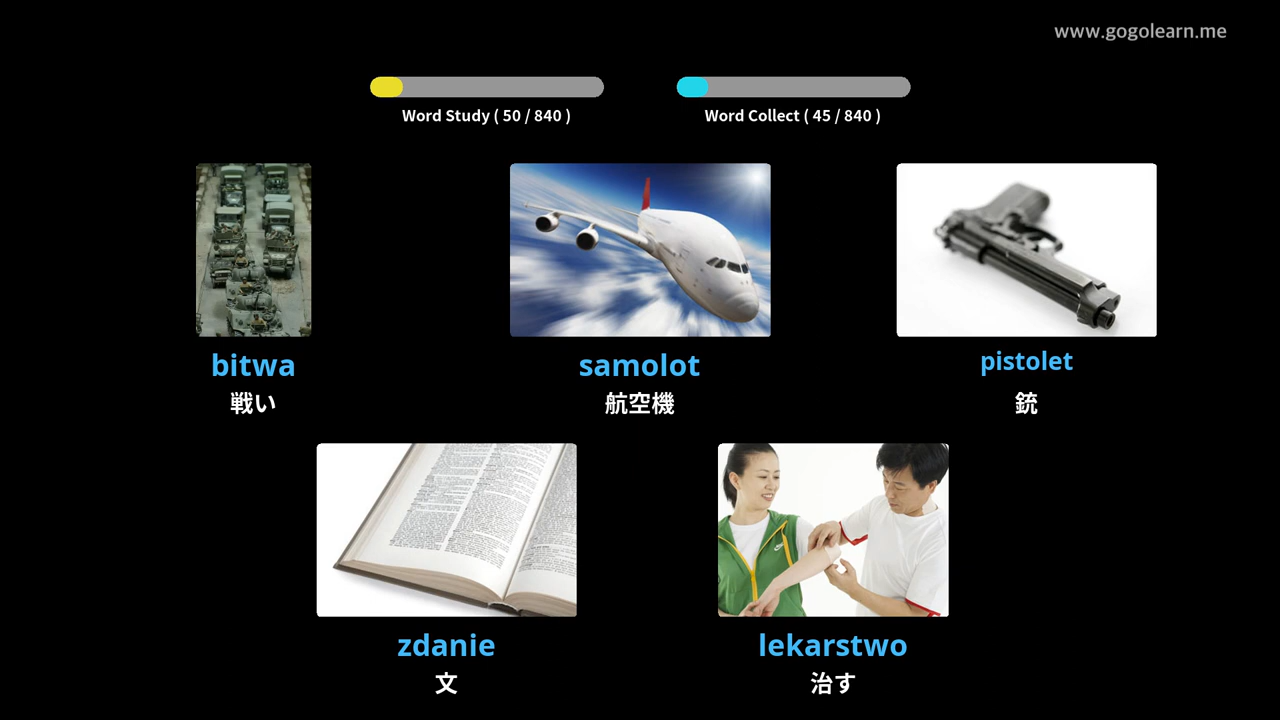 www.gogolearn.me
Word Study ( 50 / 840 )
Word Collect ( 45 / 840 )
bitwa
戦い
samolot
航空機
pistolet
銃
zdanie
文
lekarstwo
治す